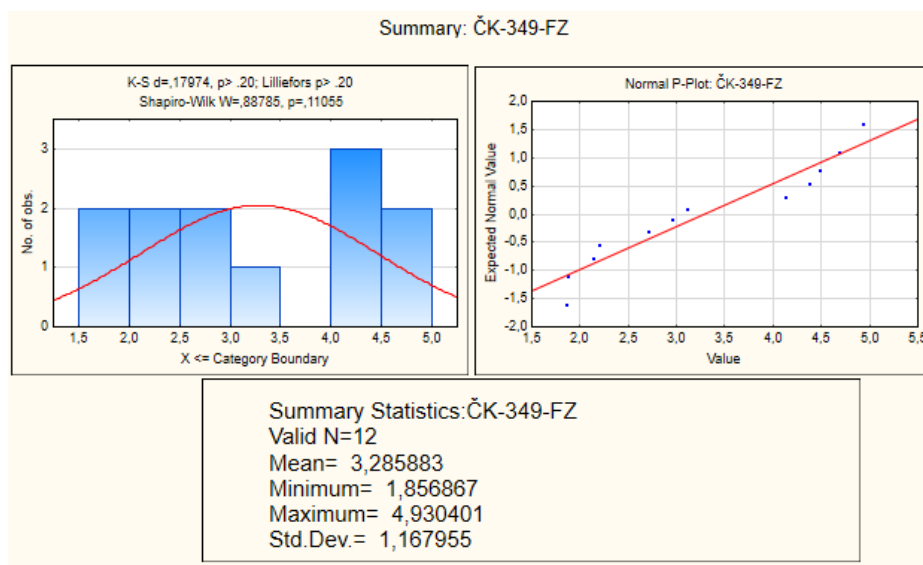 Summary: ČK-349-FZ
K-S d=,17974, p> .20; Lilliefors p> .20
Shapiro-Wilk W=,88785, p=,11055
No. of obs.
3
2
1
0
1,5 2,0 2,5 3,0 3,5 4,0 4,5 5,0
X <= Category Boundary
Normal P-Plot: ČK-349-FZ
Expected Normal Value
2,0
1,5
1,0
0,5
0,0
-0,5
-1,0
-1,5
-2,0
1,5 2,0 2,5 3,0 3,5 4,0 4,5 5,0 5,5
Value
Summary Statistics:ČK-349-FZ
Valid N=12
Mean= 3,285883
Minimum= 1,856867
Maximum= 4,930401
Std.Dev.= 1,167955